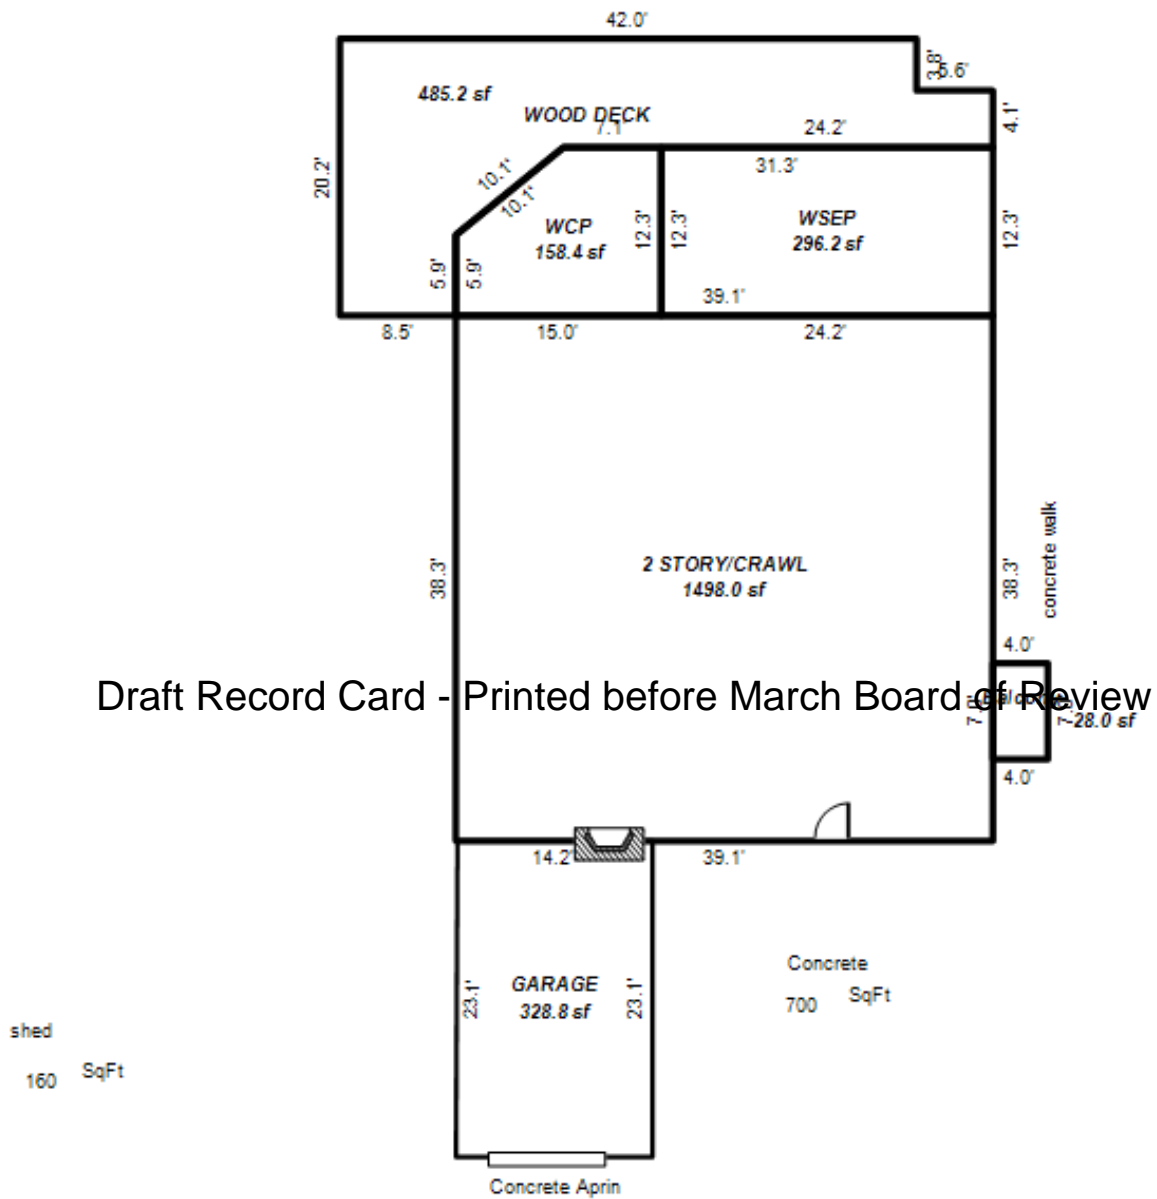 42.0'
3.8'
5.6'
485.2 sf
WOOD DECK
7.1'
24.2'
4.1'
20.2'
10.1'
10.1'
31.3'
WCP
158.4 sf
12.3'
12.3'
WSEP
296.2 sf
12.3'
5.9'
5.9'
39.1'
8.5'
15.0'
24.2'
38.3'
2 STORY/CRAWL
1498.0 sf
38.3'
concrete walk
4.0'
Draft Record Card - Printed before March Board of Review
7.0'
7.0'
28.0 sf
4.0'
14.2'
39.1'
23.1'
GARAGE
328.8 sf
23.1'
Concrete
700 SqFt
shed
160 SqFt
Concrete Aprin